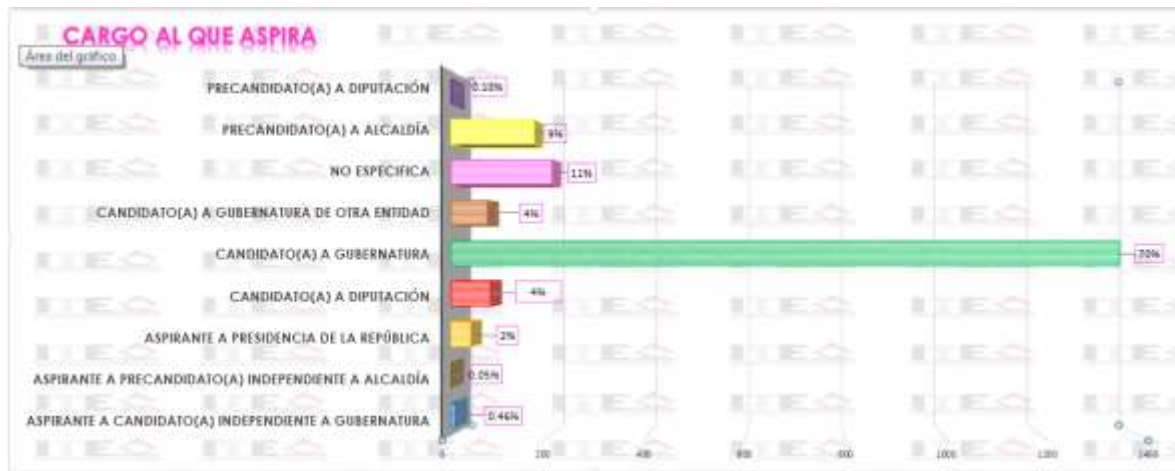 CARGO AL QUE ASPIRA
Área del gráfico
PRECANDIDATO(A) A DIPUTACIÓN
0.10%
PRECANDIDATO(A) A ALCALDÍA
9%
NO ESPECIFICA
11%
CANDIDATO(A) A GUBERNATURA DE OTRA ENTIDAD
4%
CANDIDATO(A) A GUBERNATURA
70%
CANDIDATO(A) A DIPUTACIÓN
4%
ASPIRANTE A PRESIDENCIA DE LA REPÚBLICA
2%
ASPIRANTE A PRECANDIDATO(A) INDEPENDIENTE A ALCALDÍA
0.05%
ASPIRANTE A CANDIDATO(A) INDEPENDIENTE A GUBERNATURA
0.46%
0 200 400 600 800 1000 1200 1400